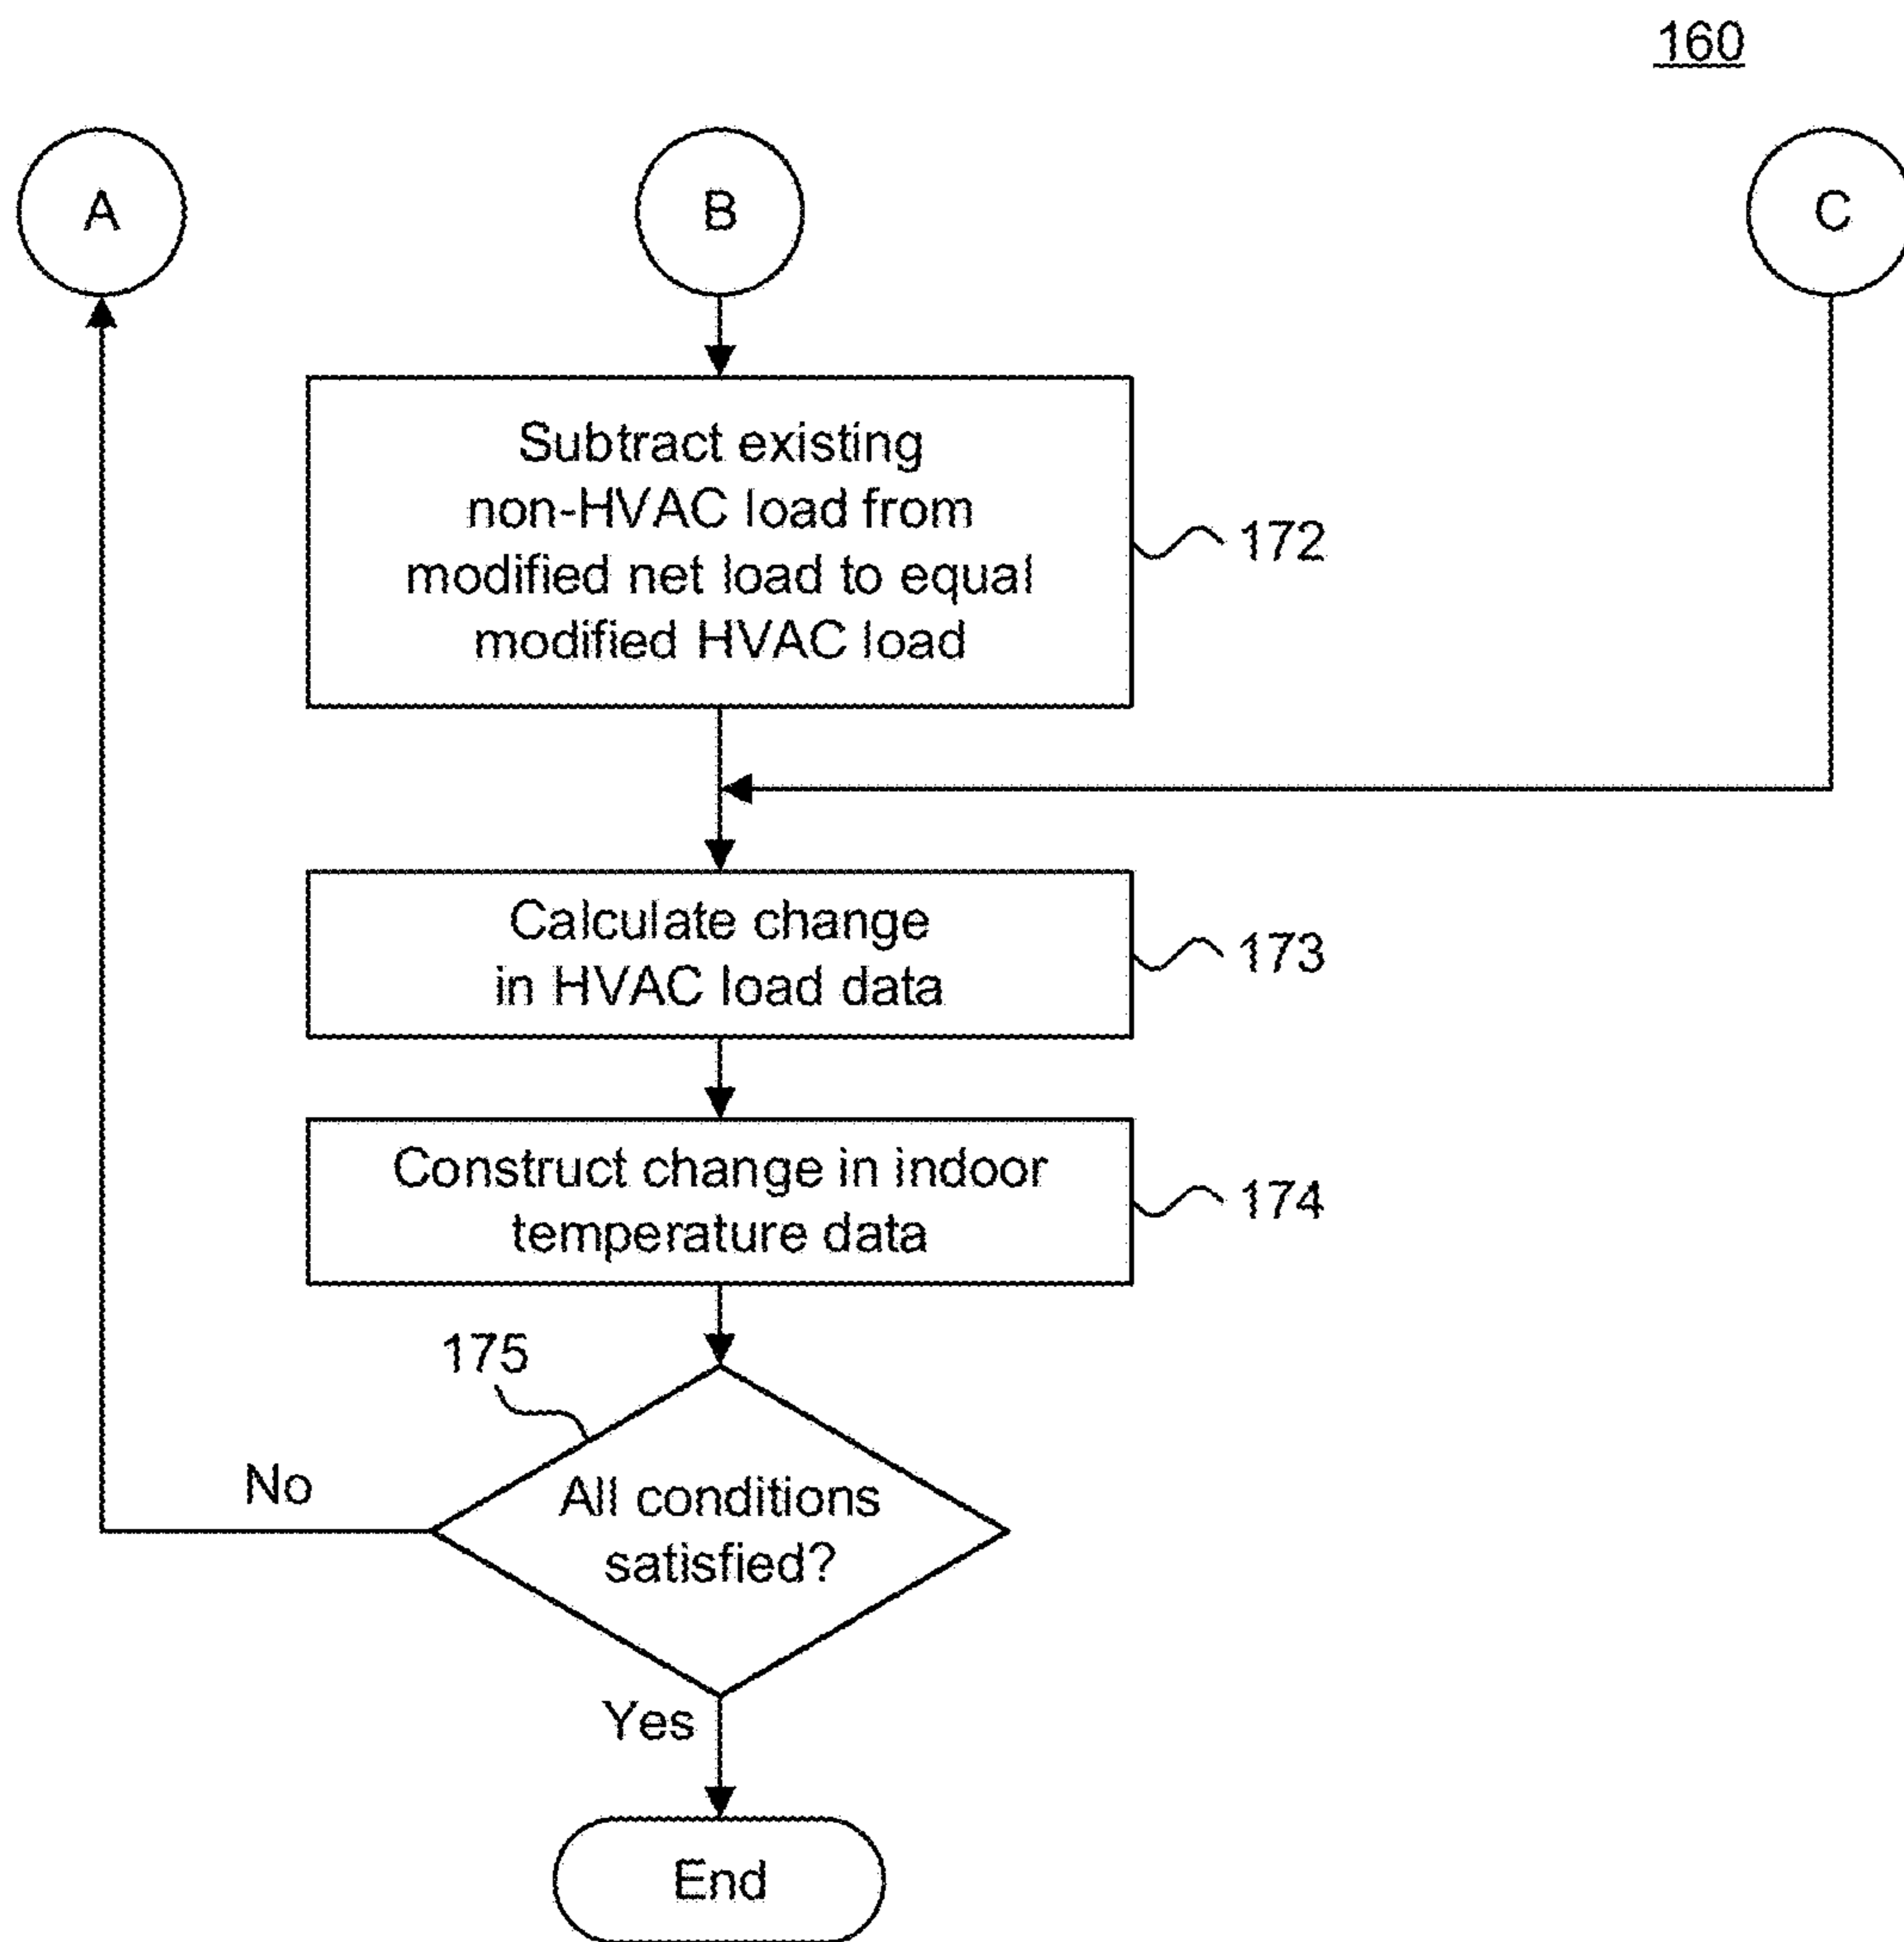 160
A
B
C
Subtract existing
non-HVAC load from
modified net load to equal
modified HVAC load
172
Calculate change
in HVAC load data
173
Construct change in indoor
temperature data
174
175
No
All conditions
satisfied?
Yes
End